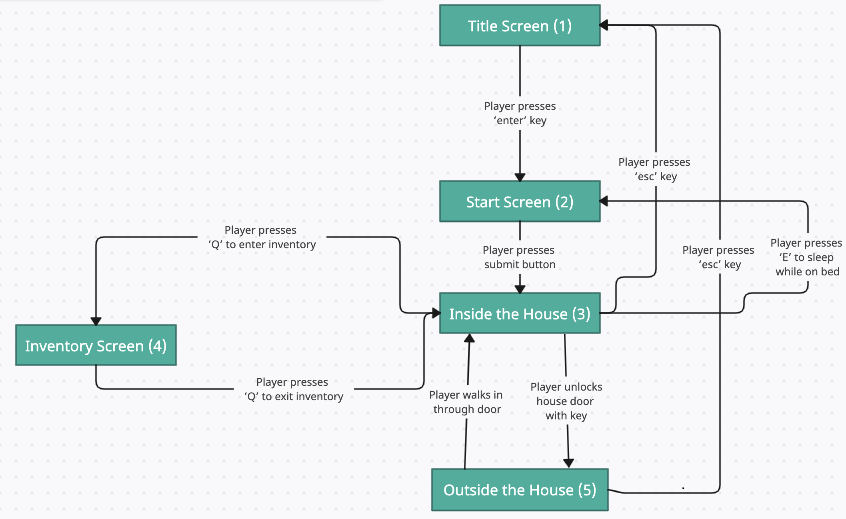 Title Screen (1)
Player presses
‘enter’ key
Player presses
‘esc’ key
Start Screen (2)
Player presses
‘Q’ to enter inventory
Player presses
submit button
Player presses
‘esc’ key
Player presses
‘E’ to sleep
while on bed
Inside the House (3)
Inventory Screen (4)
Player presses
‘Q’ to exit inventory
Player walks in
through door
Player unlocks
house door
with key
Outside the House (5)